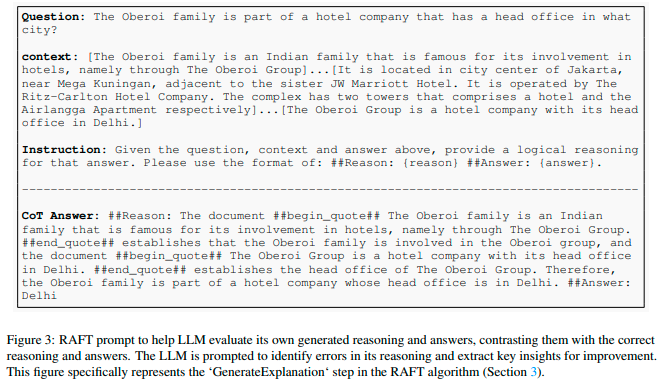 Question: The Oberoi family is part of a hotel company that has a head office in what
city?
context: [The Oberoi family is an Indian family that is famous for its involvement in
hotels, namely through The Oberoi Group]...[It is located in city center of Jakarta,
near Mega Kuningan, adjacent to the sister JW Marriott Hotel. It is operated by The
Ritz-Carlton Hotel Company. The complex has two towers that comprises a hotel and the
Airlangga Apartment respectively]...[The Oberoi Group is a hotel company with its head
office in Delhi.]
Instruction: Given the question, context and answer above, provide a logical reasoning
for that answer. Please use the format of: ##Reason: {reason} ##Answer: {answer}.
--------------------------------------------------------------------------------
CoT Answer: ##Reason: The document ##begin_quote## The Oberoi family is an Indian
family that is famous for its involvement in hotels, namely through The Oberoi Group.
##end_quote## establishes that the Oberoi family is involved in the Oberoi group, and
the document ##begin_quote## The Oberoi Group is a hotel company with its head office
in Delhi. ##end_quote## establishes the head office of The Oberoi Group. Therefore,
the Oberoi family is part of a hotel company whose head office is in Delhi. ##Answer:
Delhi
Figure 3: RAFT prompt to help LLM evaluate its own generated reasoning and answers, contrasting them with the correct
reasoning and answers. The LLM is prompted to identify errors in its reasoning and extract key insights for improvement.
This figure specifically represents the ‘GenerateExplanation‘ step in the RAFT algorithm (Section 3).